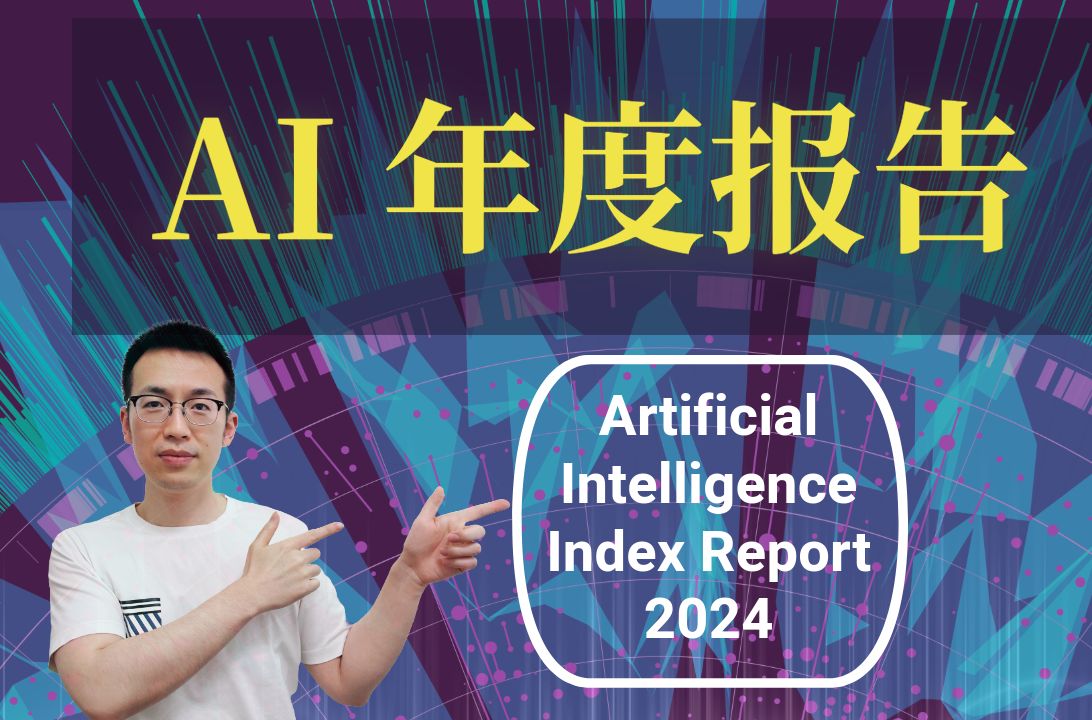 AI 年度报告
Artificial
Intelligence
Index Report
2024